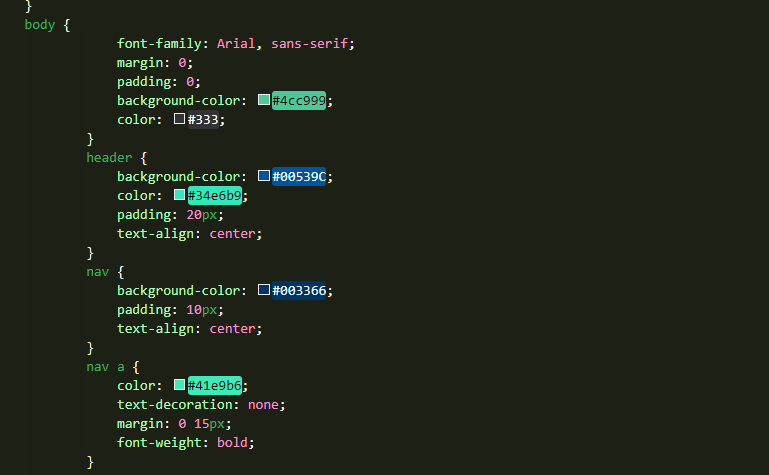 }
body {
font-family: Arial, sans-serif;
margin: 0;
padding: 0;
background-color: #4cc999;
color: #333;
}
header {
background-color: #00539C;
color: #34e6b9;
padding: 20px;
text-align: center;
}
nav {
background-color: #003366;
padding: 10px;
text-align: center;
}
nav a {
color: #41e9b6;
text-decoration: none;
margin: 0 15px;
font-weight: bold;
}